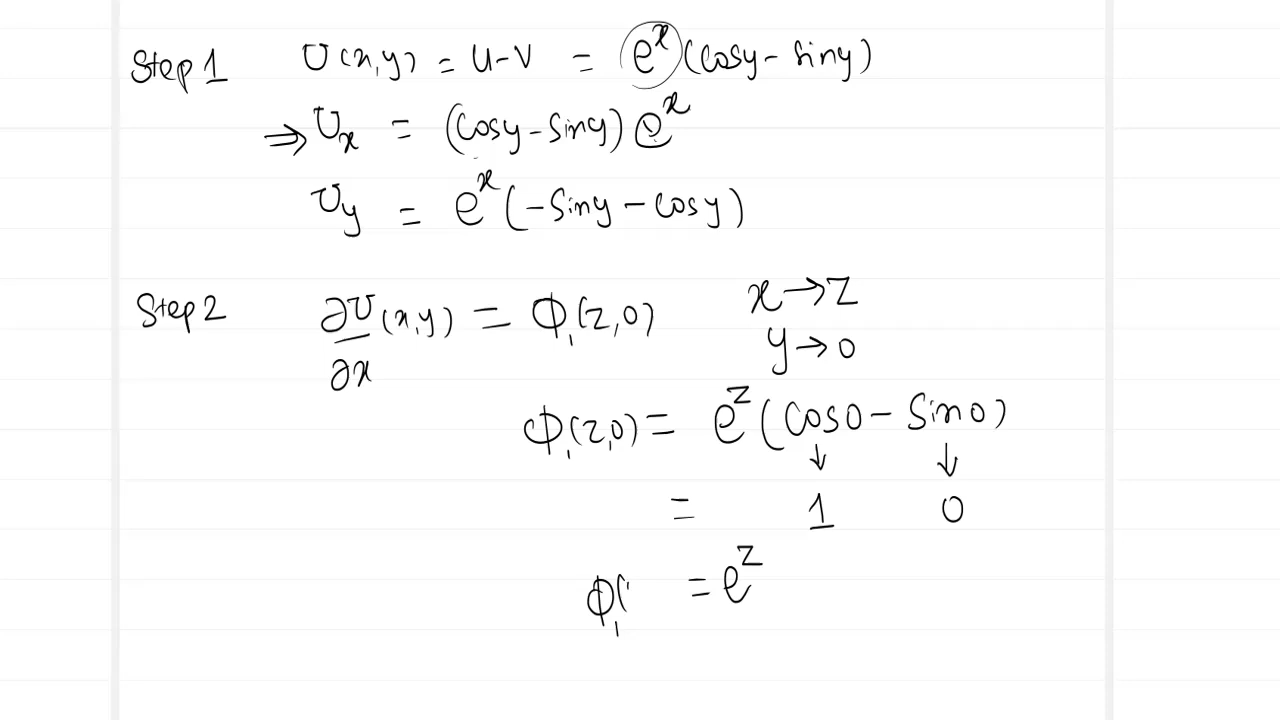 Step 1 U(x,y) = u-v = e^x (cosy - siny)
⇒ U_x = (cosy - siny) e^x
U_y = e^x (-siny - cosy)
Step 2 ∂U/∂x (x,y) = Φ₁(z,0) x → z
y → 0
Φ₁(z,0) = e^z (cos0 - sin0)
↓ ↓
= 1 0
Φ₁( = e^z